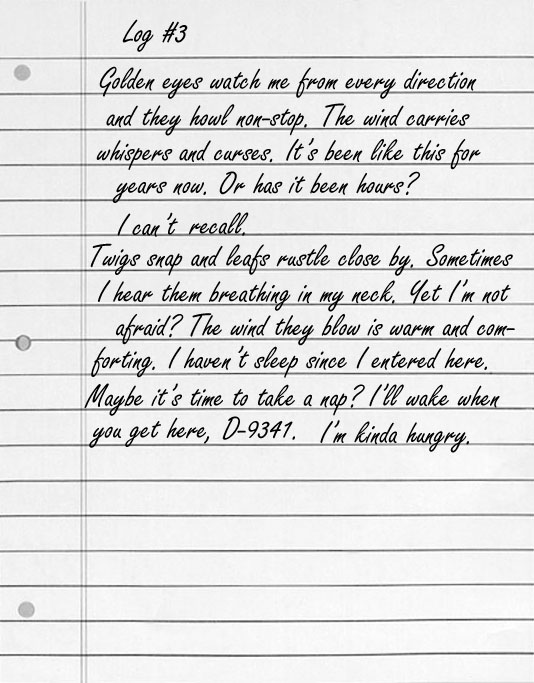 Log #3
Golden eyes watch me from every direction
and they howl non-stop. The wind carries
whispers and curses. It's been like this for
years now. Or has it been hours?
I can't recall.
Twigs snap and leafs rustle close by. Sometimes
I hear them breathing in my neck. Yet I'm not
afraid? The wind they blow is warm and com-
forting. I haven't sleep since I entered here.
Maybe it's time to take a nap? I'll wake when
you get here, D-9341. I'm kinda hungry.